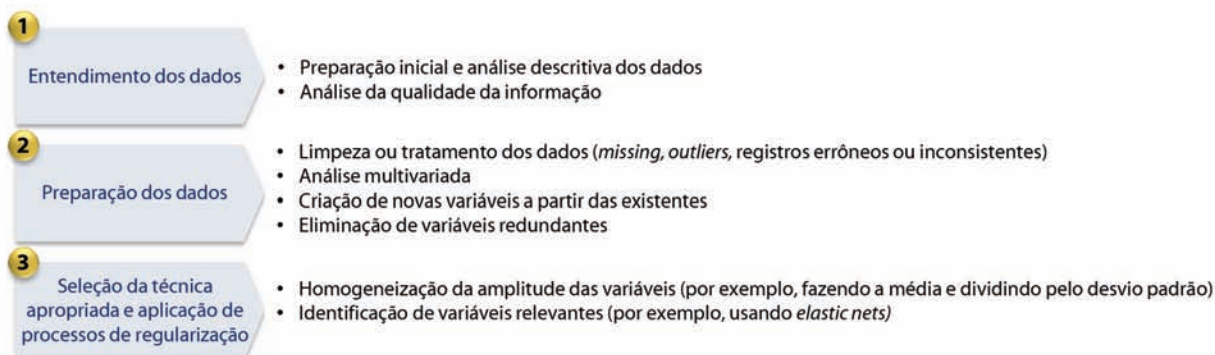 1
Entendimento dos dados
• Preparação inicial e análise descritiva dos dados
• Análise da qualidade da informação
2
Preparação dos dados
• Limpeza ou tratamento dos dados (missing, outliers, registros errôneos ou inconsistentes)
• Análise multivariada
• Criação de novas variáveis a partir das existentes
• Eliminação de variáveis redundantes
3
Seleção da técnica
apropriada e aplicação de
processos de regularização
• Homogeneização da amplitude das variáveis (por exemplo, fazendo a média e dividindo pelo desvio padrão)
• Identificação de variáveis relevantes (por exemplo, usando elastic nets)